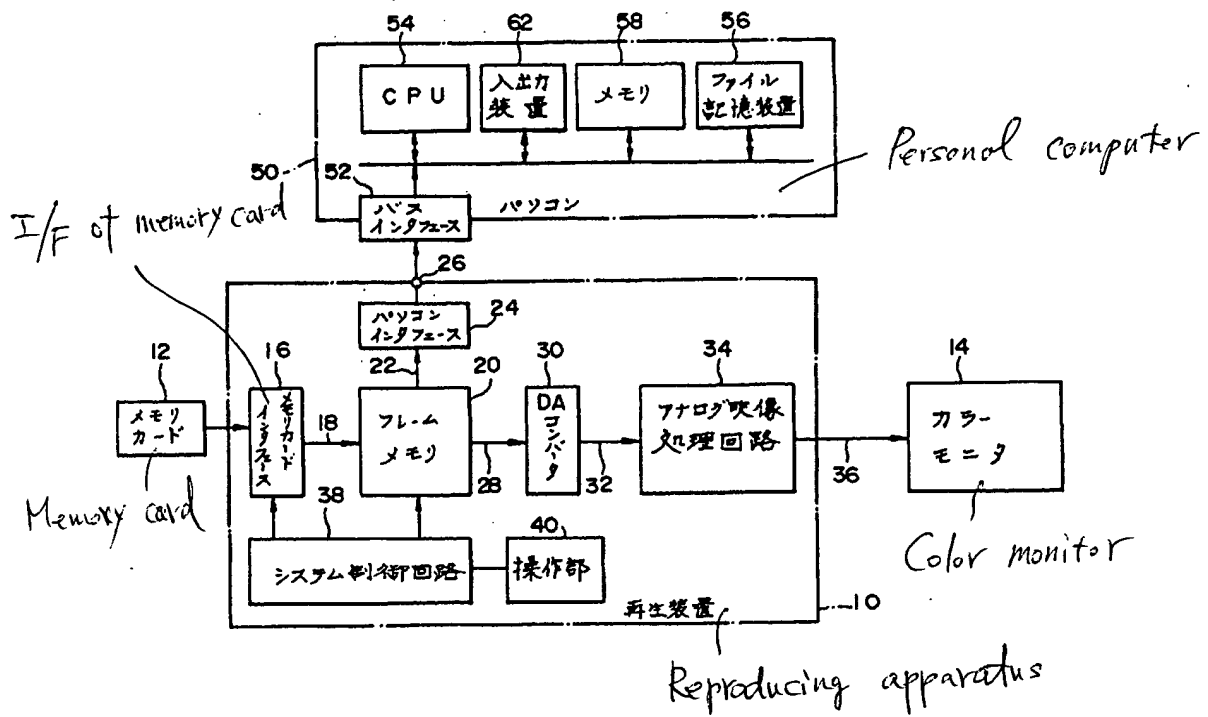 54
62
58
56
CPU
入出力
装置
メモリ
ファイル
記憶装置
Personal computer
50
52
バス
インタフェース
パソコン
I/F of memory card
26
パソコン
インタフェース
24
12
16
22
20
30
34
14
メモリ
カード
メモリカード
インタフェース
18
フレーム
メモリ
28
DA
コンバータ
32
アナログ映像
処理回路
36
カラー
モニタ
Memory card
38
40
Color monitor
システム制御回路
操作部
再生装置
10
Reproducing apparatus